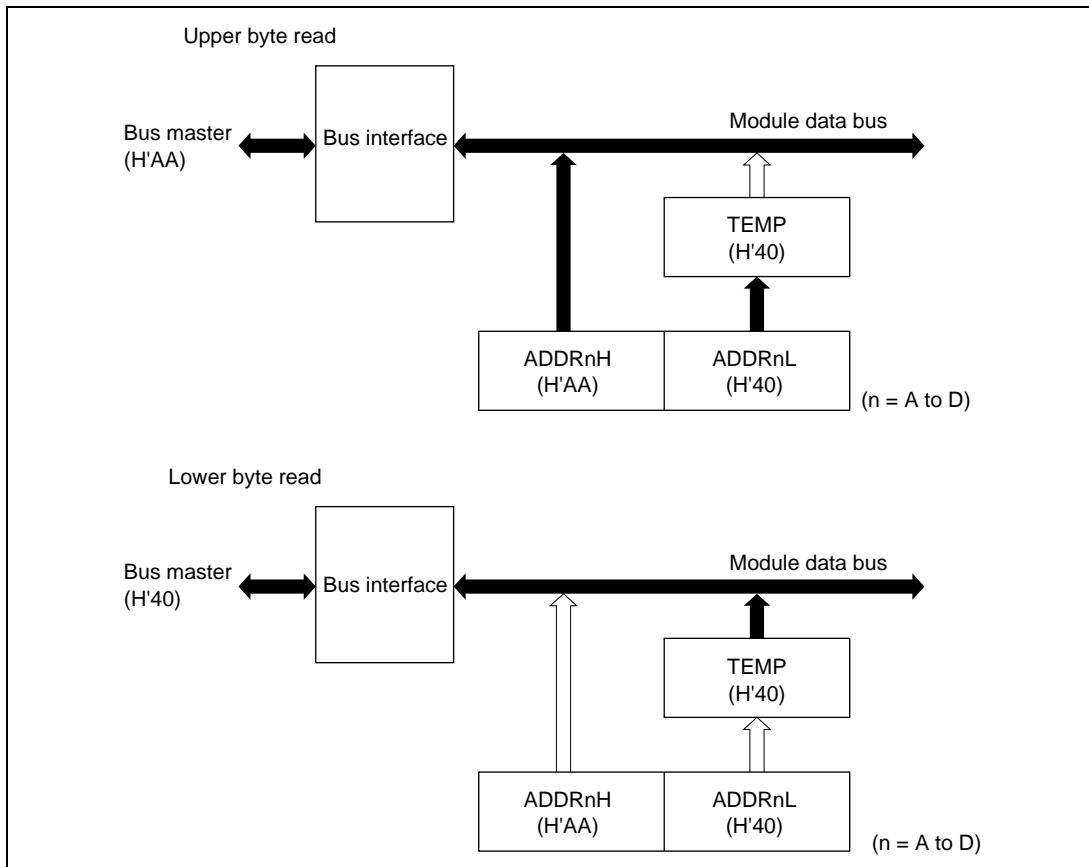 Upper byte read
Bus master
(H'AA)
Bus interface
Module data bus
TEMP
(H'40)
ADDRnH
(H'AA)
ADDRnL
(H'40)
(n = A to D)
Lower byte read
Bus master
(H'40)
Bus interface
Module data bus
TEMP
(H'40)
ADDRnH
(H'AA)
ADDRnL
(H'40)
(n = A to D)